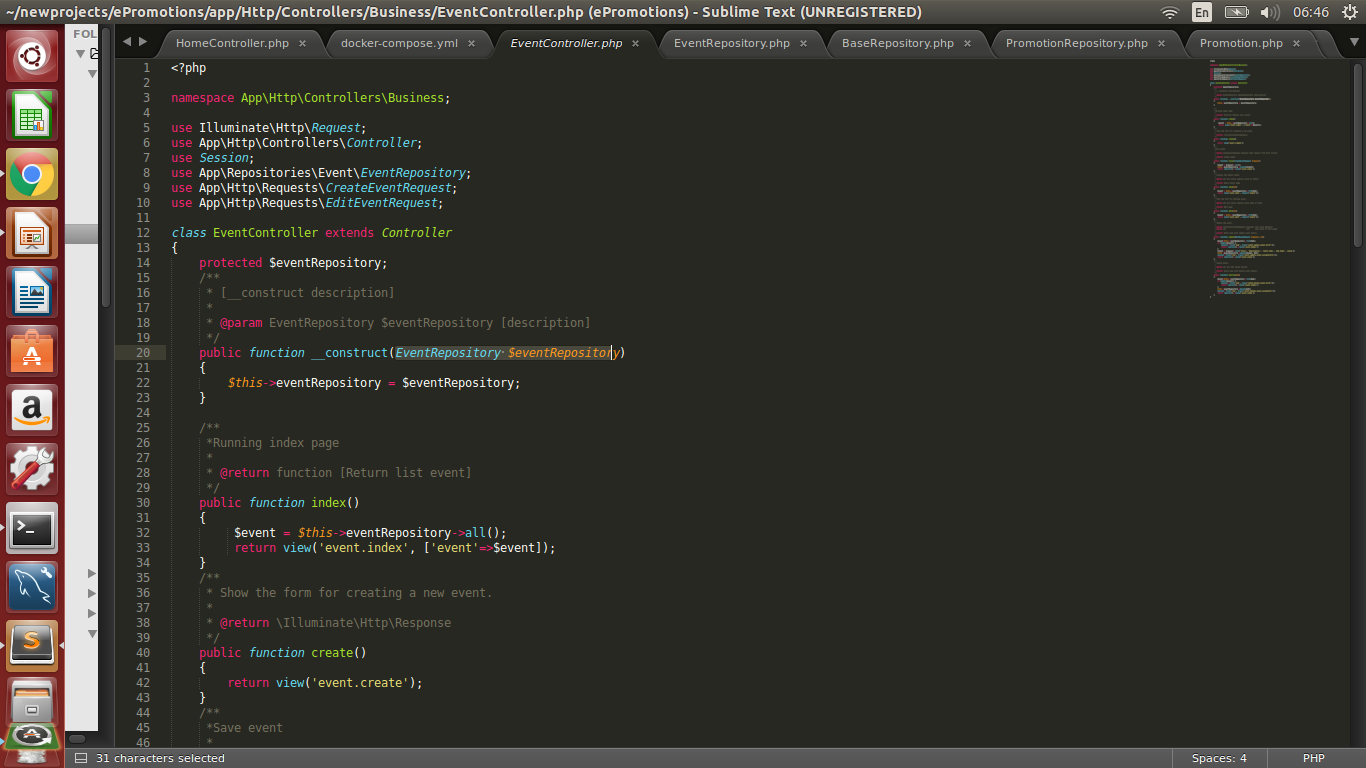 ~/newprojects/ePromotions/app/Http/Controllers/Business/EventController.php (ePromotions) - Sublime Text (UNREGISTERED)
En
06:46
FOL
HomeController.php ×
docker-compose.yml ×
EventController.php ×
EventRepository.php ×
BaseRepository.php ×
PromotionRepository.php ×
Promotion.php ×
1 <?php
2
3 namespace App\Http\Controllers\Business;
4
5 use Illuminate\Http\Request;
6 use App\Http\Controllers\Controller;
7 use Session;
8 use App\Repositories\Event\EventRepository;
9 use App\Http\Requests\CreateEventRequest;
10 use App\Http\Requests\EditEventRequest;
11
12 class EventController extends Controller
13 {
14 protected $eventRepository;
15 /**
16 * [__construct description]
17 *
18 * @param EventRepository $eventRepository [description]
19 */
20 public function __construct(EventRepository $eventRepository)
21 {
22 $this->eventRepository = $eventRepository;
23 }
24
25 /**
26 *Running index page
27 *
28 * @return function [Return list event]
29 */
30 public function index()
31 {
32 $event = $this->eventRepository->all();
33 return view('event.index', ['event'=>$event]);
34 }
35 /**
36 * Show the form for creating a new event.
37 *
38 * @return \Illuminate\Http\Response
39 */
40 public function create()
41 {
42 return view('event.create');
43 }
44 /**
45 *Save event
46 *
31 characters selected
Spaces: 4
PHP